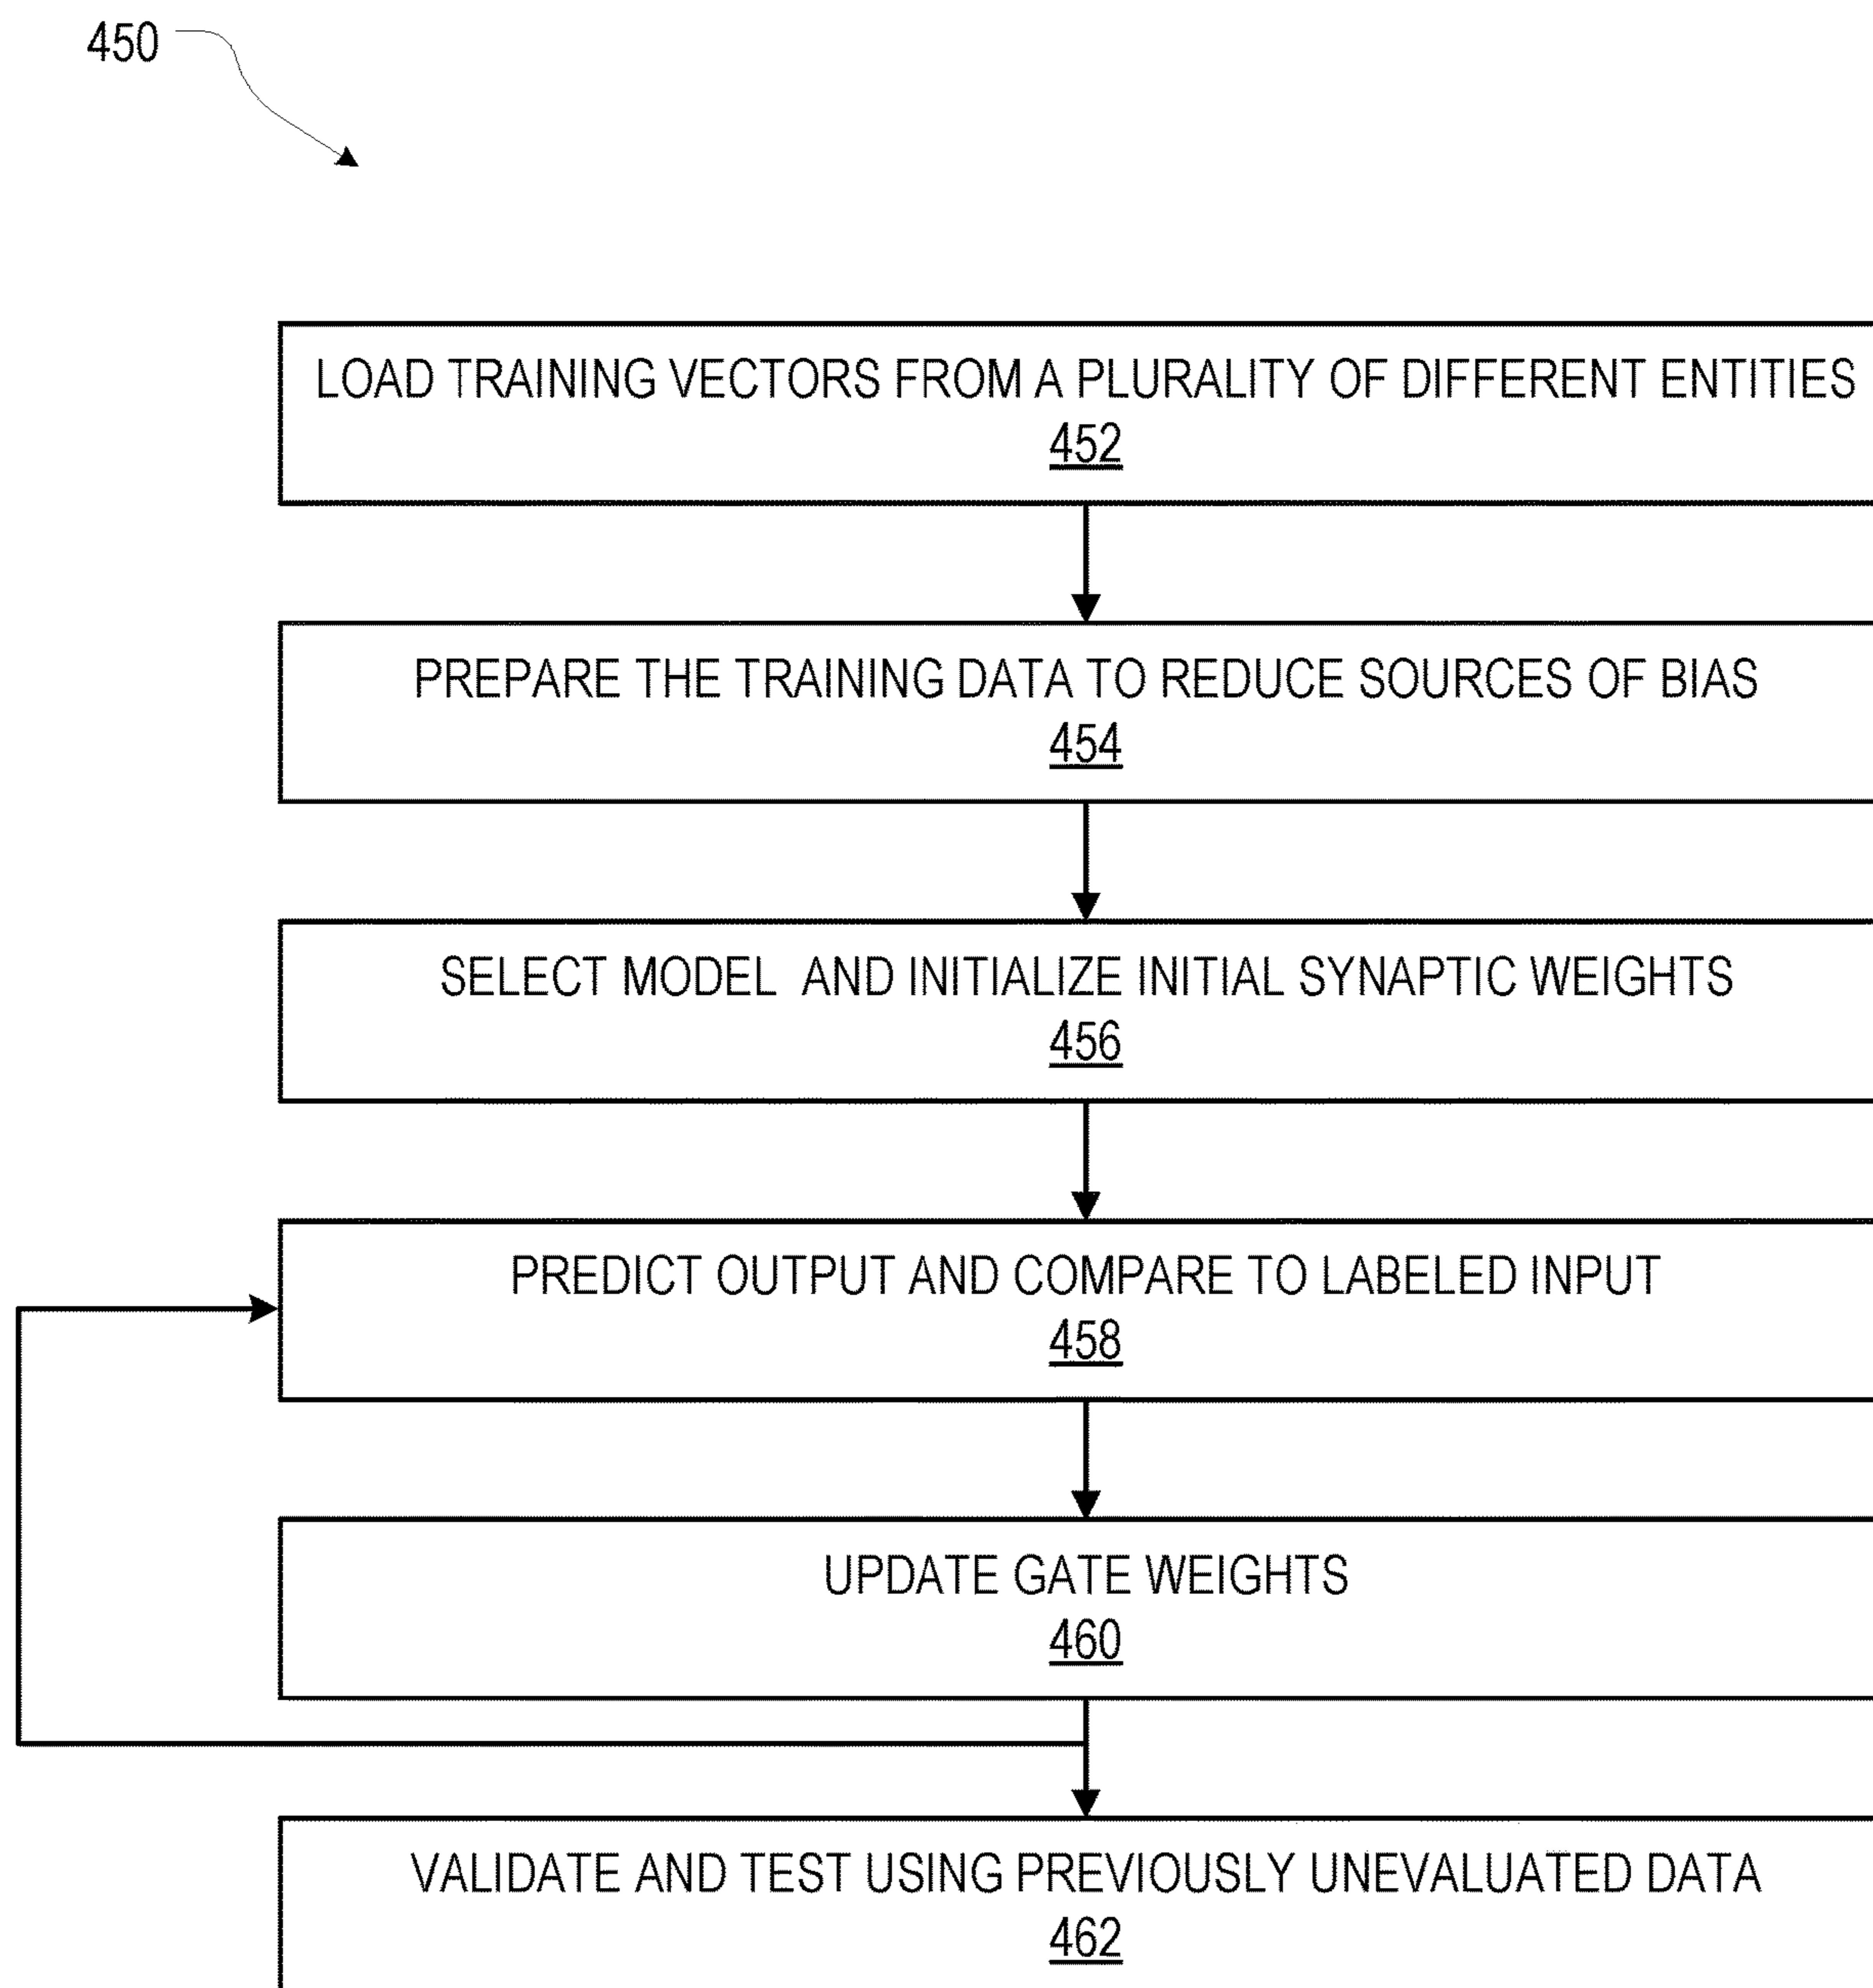 450
LOAD TRAINING VECTORS FROM A PLURALITY OF DIFFERENT ENTITIES
452
PREPARE THE TRAINING DATA TO REDUCE SOURCES OF BIAS
454
SELECT MODEL AND INITIALIZE INITIAL SYNAPTIC WEIGHTS
456
PREDICT OUTPUT AND COMPARE TO LABELED INPUT
458
UPDATE GATE WEIGHTS
460
VALIDATE AND TEST USING PREVIOUSLY UNEVALUATED DATA
462